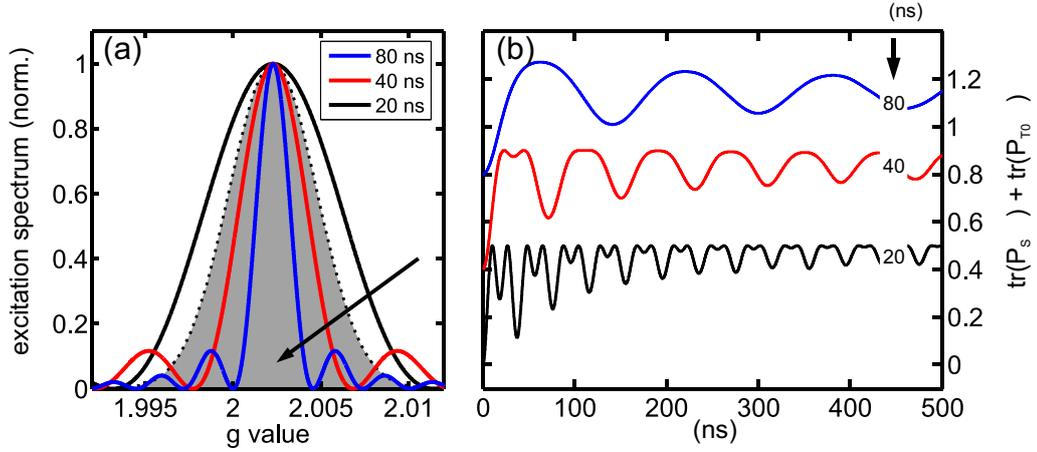 (a)
80 ns
40 ns
20 ns
excitation spectrum (norm.)
1
0.8
0.6
0.4
0.2
0
1.995
2
2.005
2.01
g value
(ns)
(b)
80
40
20
1.2
1
0.8
0.6
0.4
0.2
0
tr(P_S) + tr(P_T0)
0
100
200
300
400
500
(ns)